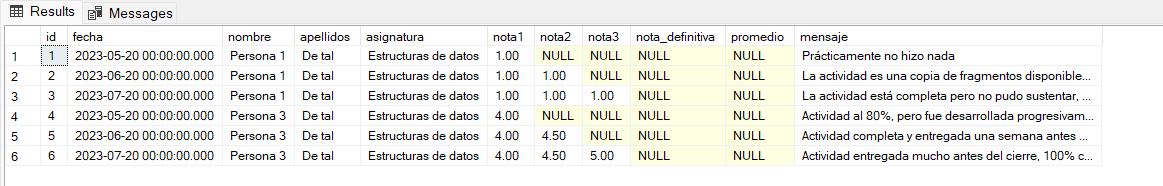 Results Messages
id fecha nombre apellidos asignatura nota1 nota2 nota3 nota_definitiva promedio mensaje
1 1 2023-05-20 00:00:00.000 Persona 1 De tal Estructuras de datos 1.00 NULL NULL NULL NULL Prácticamente no hizo nada
2 2 2023-06-20 00:00:00.000 Persona 1 De tal Estructuras de datos 1.00 1.00 NULL NULL NULL La actividad es una copia de fragmentos disponible...
3 3 2023-07-20 00:00:00.000 Persona 1 De tal Estructuras de datos 1.00 1.00 1.00 NULL NULL La actividad está completa pero no pudo sustentar, ...
4 4 2023-05-20 00:00:00.000 Persona 3 De tal Estructuras de datos 4.00 NULL NULL NULL NULL Actividad al 80%, pero fue desarrollada progresivam...
5 5 2023-06-20 00:00:00.000 Persona 3 De tal Estructuras de datos 4.00 4.50 NULL NULL NULL Actividad completa y entregada una semana antes ...
6 6 2023-07-20 00:00:00.000 Persona 3 De tal Estructuras de datos 4.00 4.50 5.00 NULL NULL Actividad entregada mucho antes del cierre, 100% c...